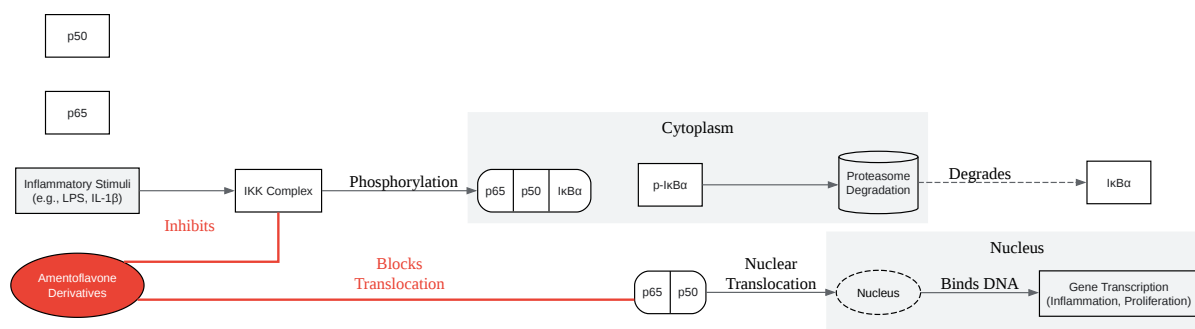 p50
p65
Cytoplasm
Inflammatory Stimuli
(e.g., LPS, IL-1β)
IKK Complex
Phosphorylation
p65
p50
IκBα
p-IκBα
Proteasome
Degradation
Degrades
IκBα
Inhibits
Amentoflavone
Derivatives
Blocks
Translocation
p65
p50
Nuclear
Translocation
Nucleus
Nucleus
Binds DNA
Gene Transcription
(Inflammation, Proliferation)